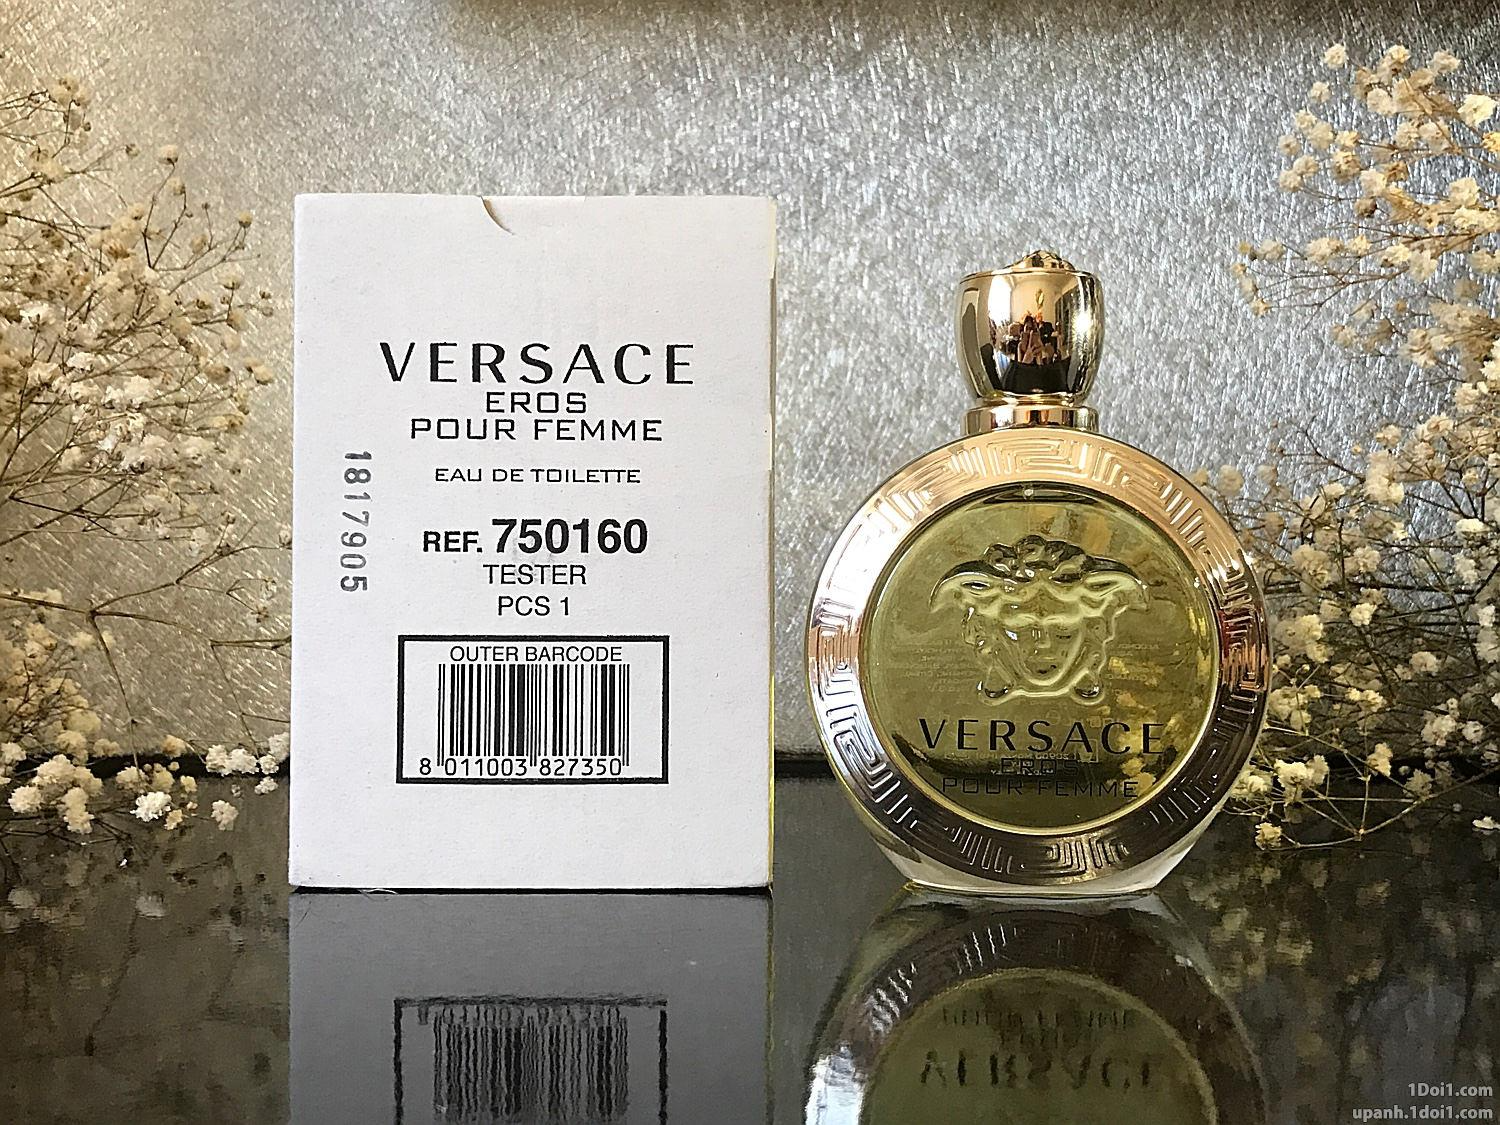 VERSACE
EROS
POUR FEMME
EAU DE TOILETTE
REF. 750160
TESTER
PCS 1
OUTER BARCODE
8 011003 827350
18179905
VERSACE
EROS
POUR FEMME
1Doi1.com
upanh.1doi1.com